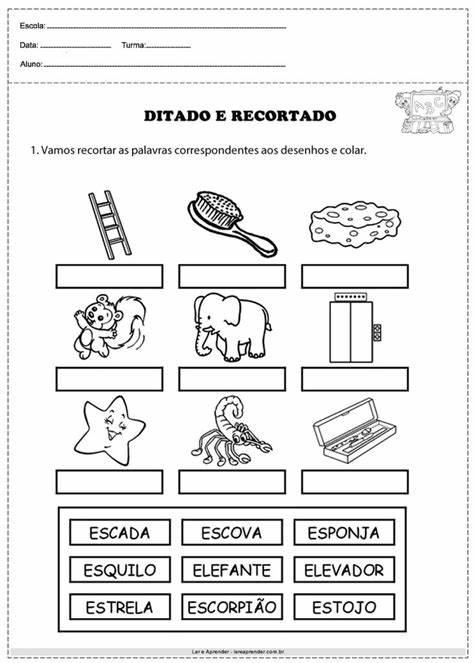 Escola:
Data: Turma:
Aluno:
ABC
DITADO E RECORTADO
1. Vamos recortar as palavras correspondentes aos desenhos e colar.
ESCADA ESCOVA ESPONJA
ESQUILO ELEFANTE ELEVADOR
ESTRELA ESCORPIÃO ESTOJO
Ler e Aprender - lereaprender.com.br